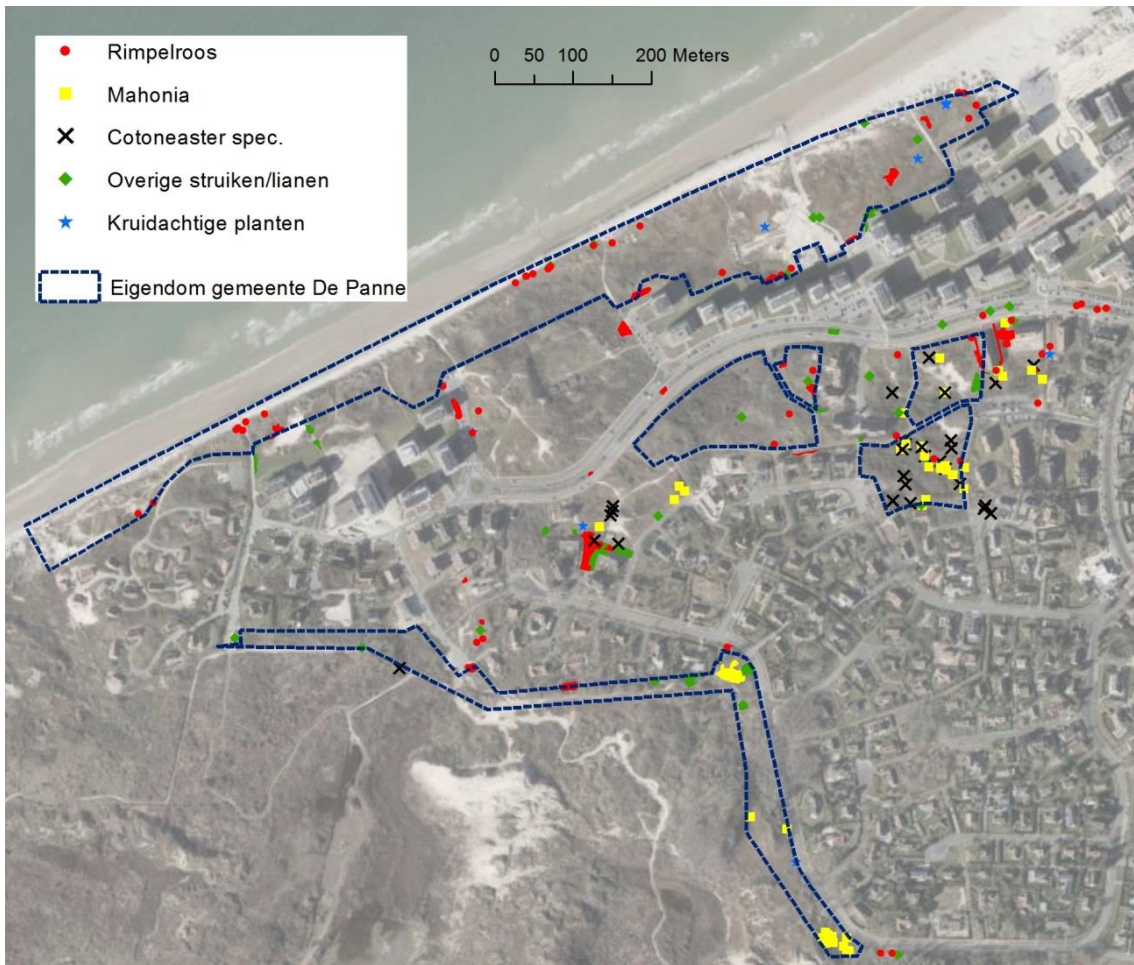 Rimpelroos
Mahonia
Cotoneaster spec.
Overige struiken/lianen
Kruidachtige planten
Eigendom gemeente De Panne
0 50 100 200 Meters